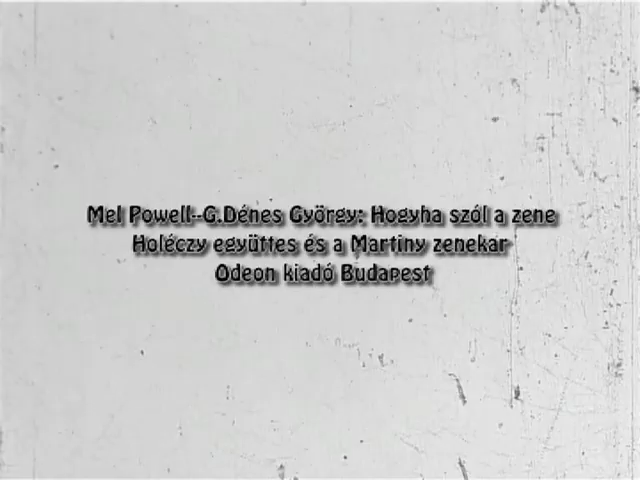 Mel Powell--G.Dénes György: Hogyha szól a zene
Holéczy együttes és a Martiny zenekar
Odeon kiadó Budapest